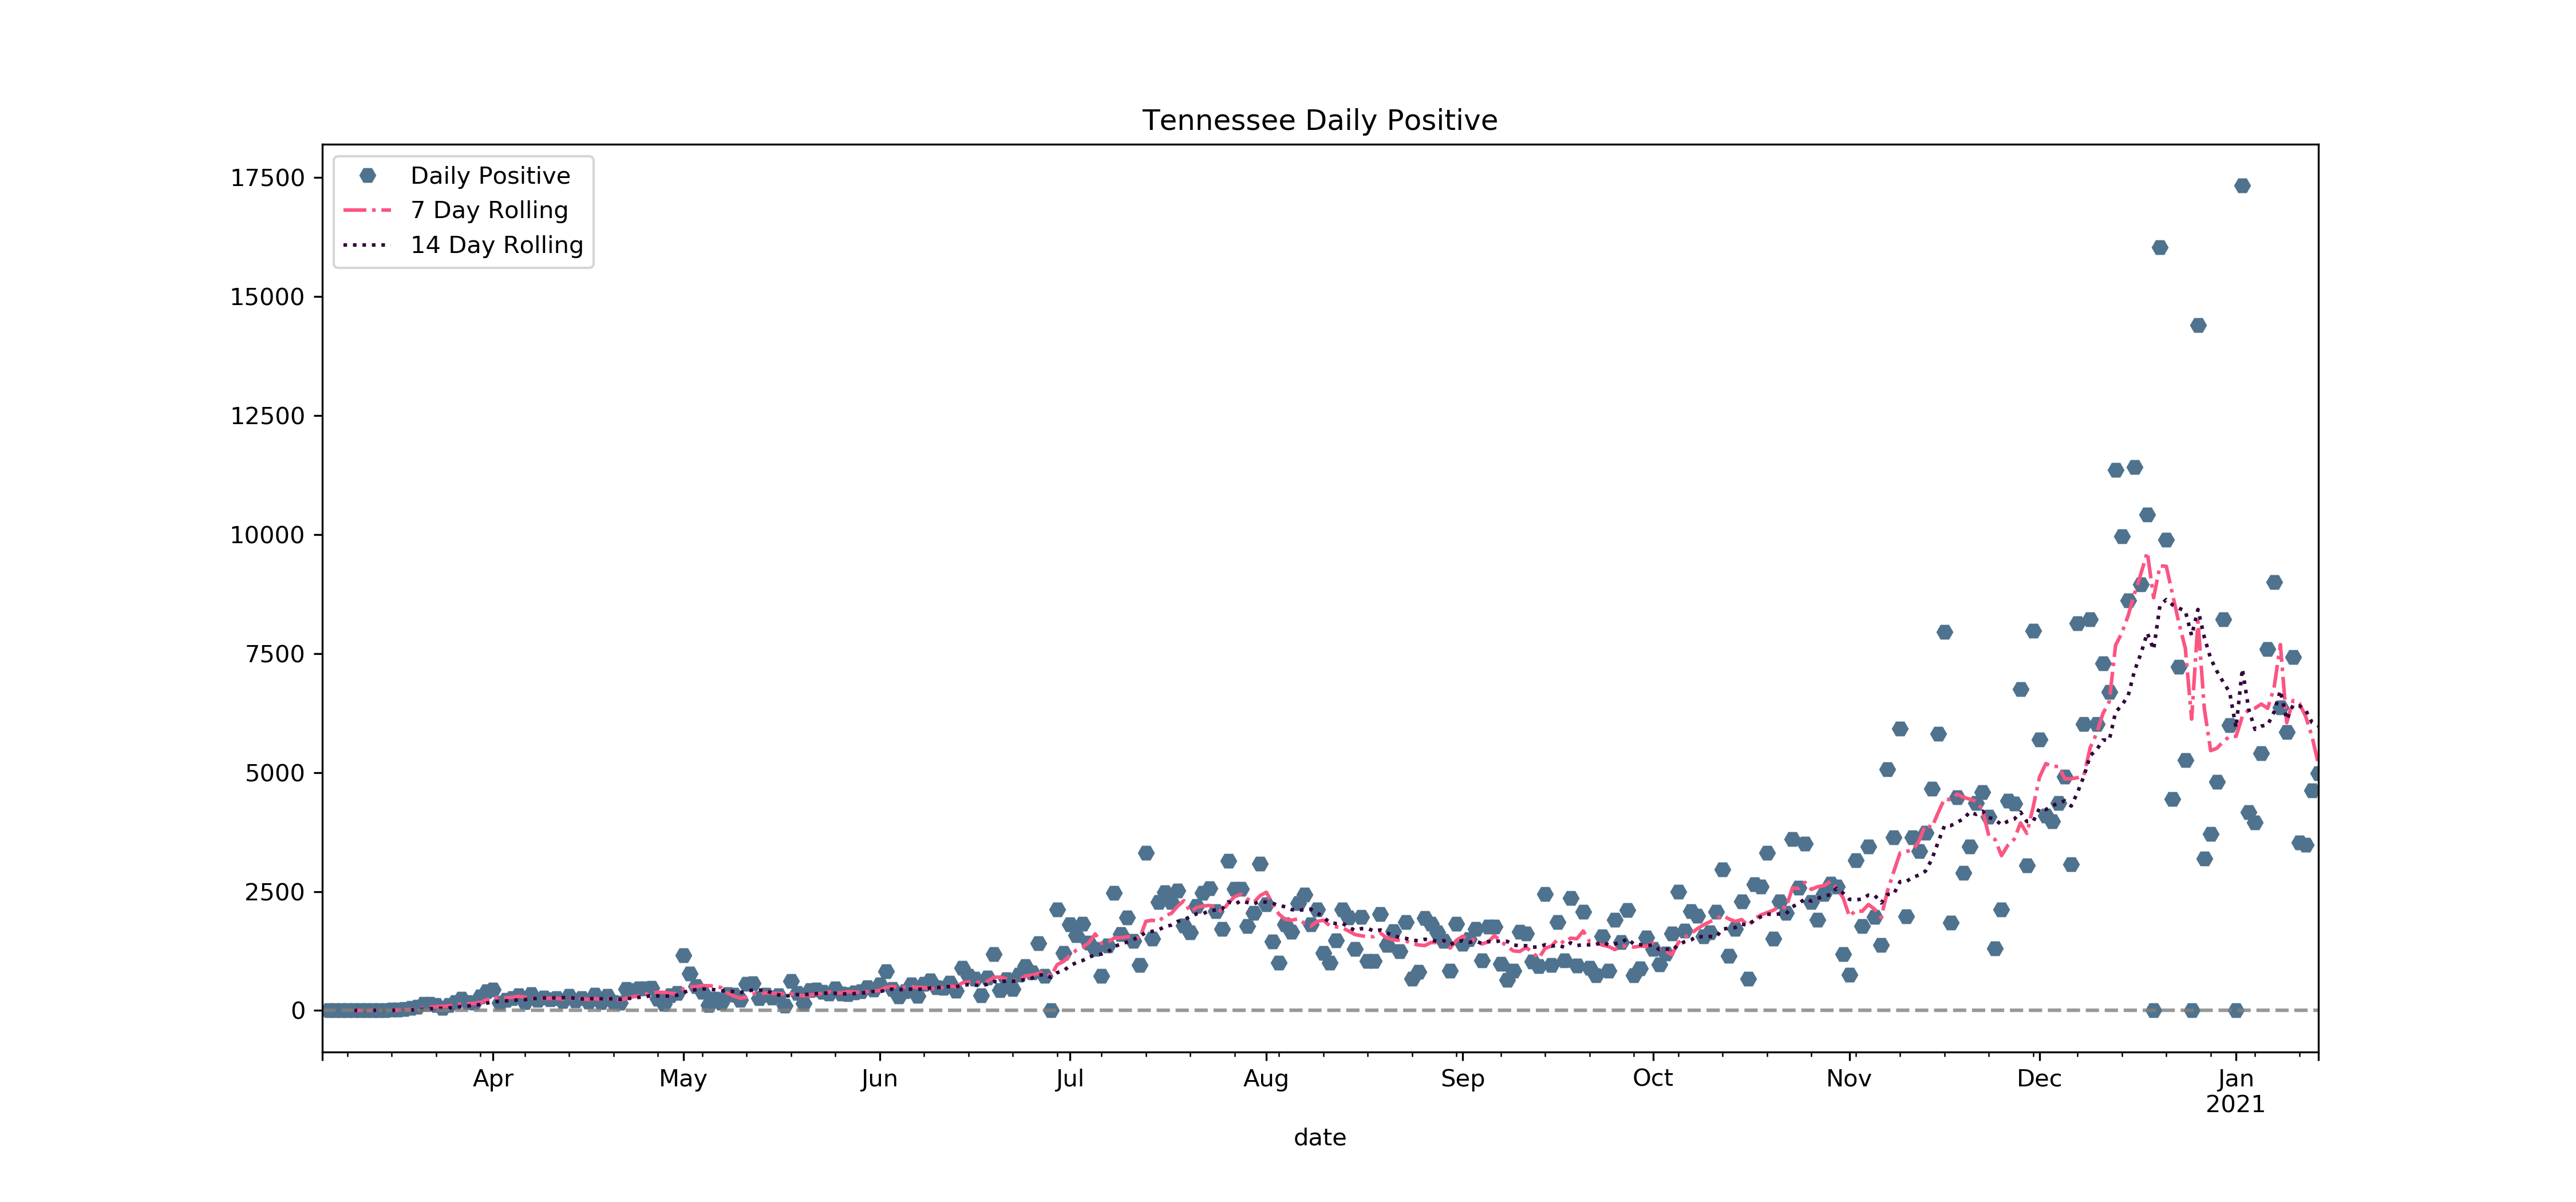 Tennessee Daily Positive
Daily Positive
7 Day Rolling
14 Day Rolling
17500
15000
12500
10000
7500
5000
2500
0
Apr
May
Jun
Jul
Aug
Sep
Oct
Nov
Dec
Jan
2021
date